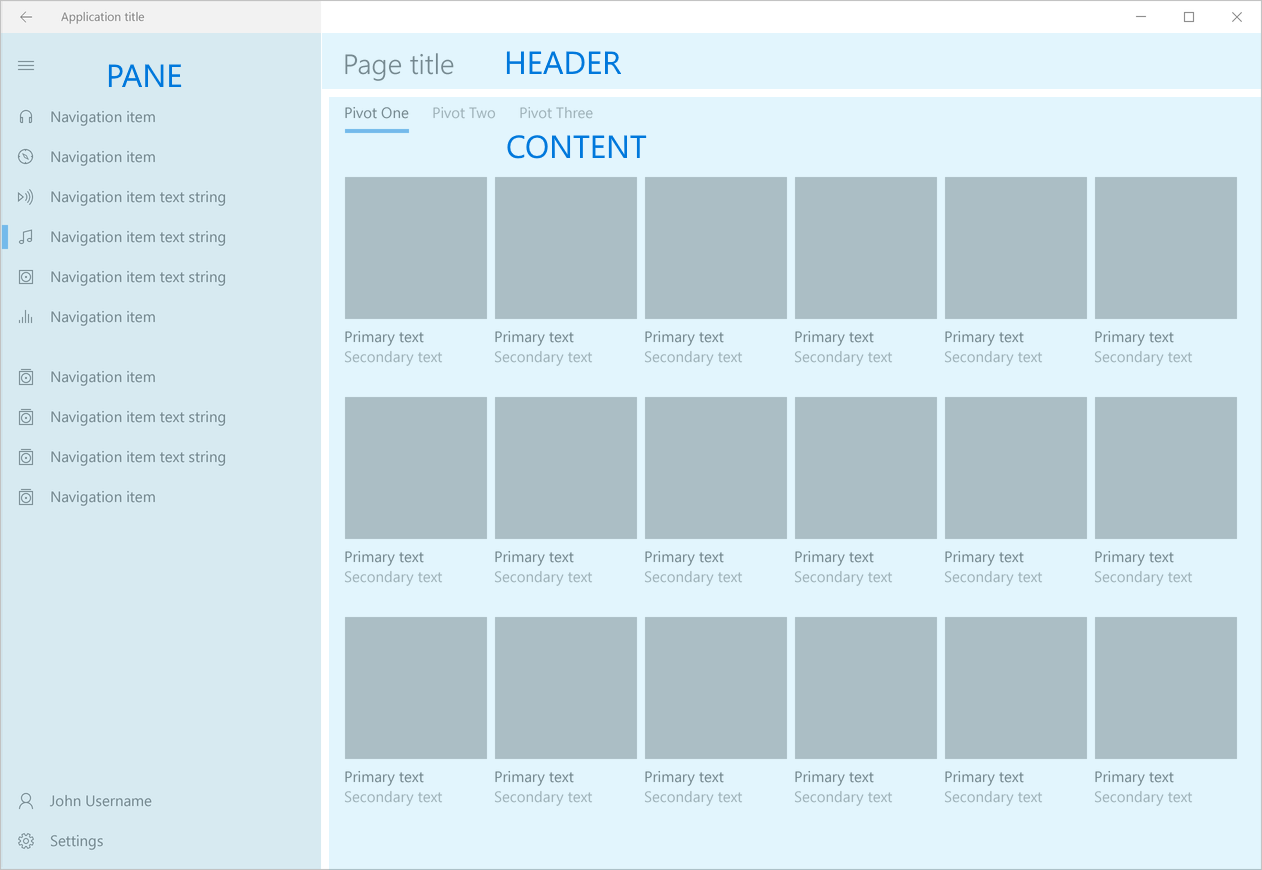 Application title
PANE
Navigation item
Navigation item
Navigation item text string
Navigation item text string
Navigation item text string
Navigation item
Navigation item
Navigation item text string
Navigation item text string
Navigation item
John Username
Settings
Page title HEADER
Pivot One Pivot Two Pivot Three
CONTENT
Primary text Primary text Primary text Primary text Primary text Primary text
Secondary text Secondary text Secondary text Secondary text Secondary text Secondary text
Primary text Primary text Primary text Primary text Primary text Primary text
Secondary text Secondary text Secondary text Secondary text Secondary text Secondary text
Primary text Primary text Primary text Primary text Primary text Primary text
Secondary text Secondary text Secondary text Secondary text Secondary text Secondary text